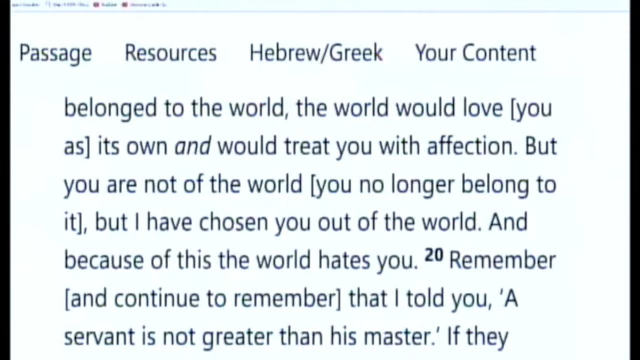 Passage Resources Hebrew/Greek Your Content
belonged to the world, the world would love [you
as] its own and would treat you with affection. But
you are not of the world [you no longer belong to
it], but I have chosen you out of the world. And
because of this the world hates you. 20 Remember
[and continue to remember] that I told you, ‘A
servant is not greater than his master.’ If they